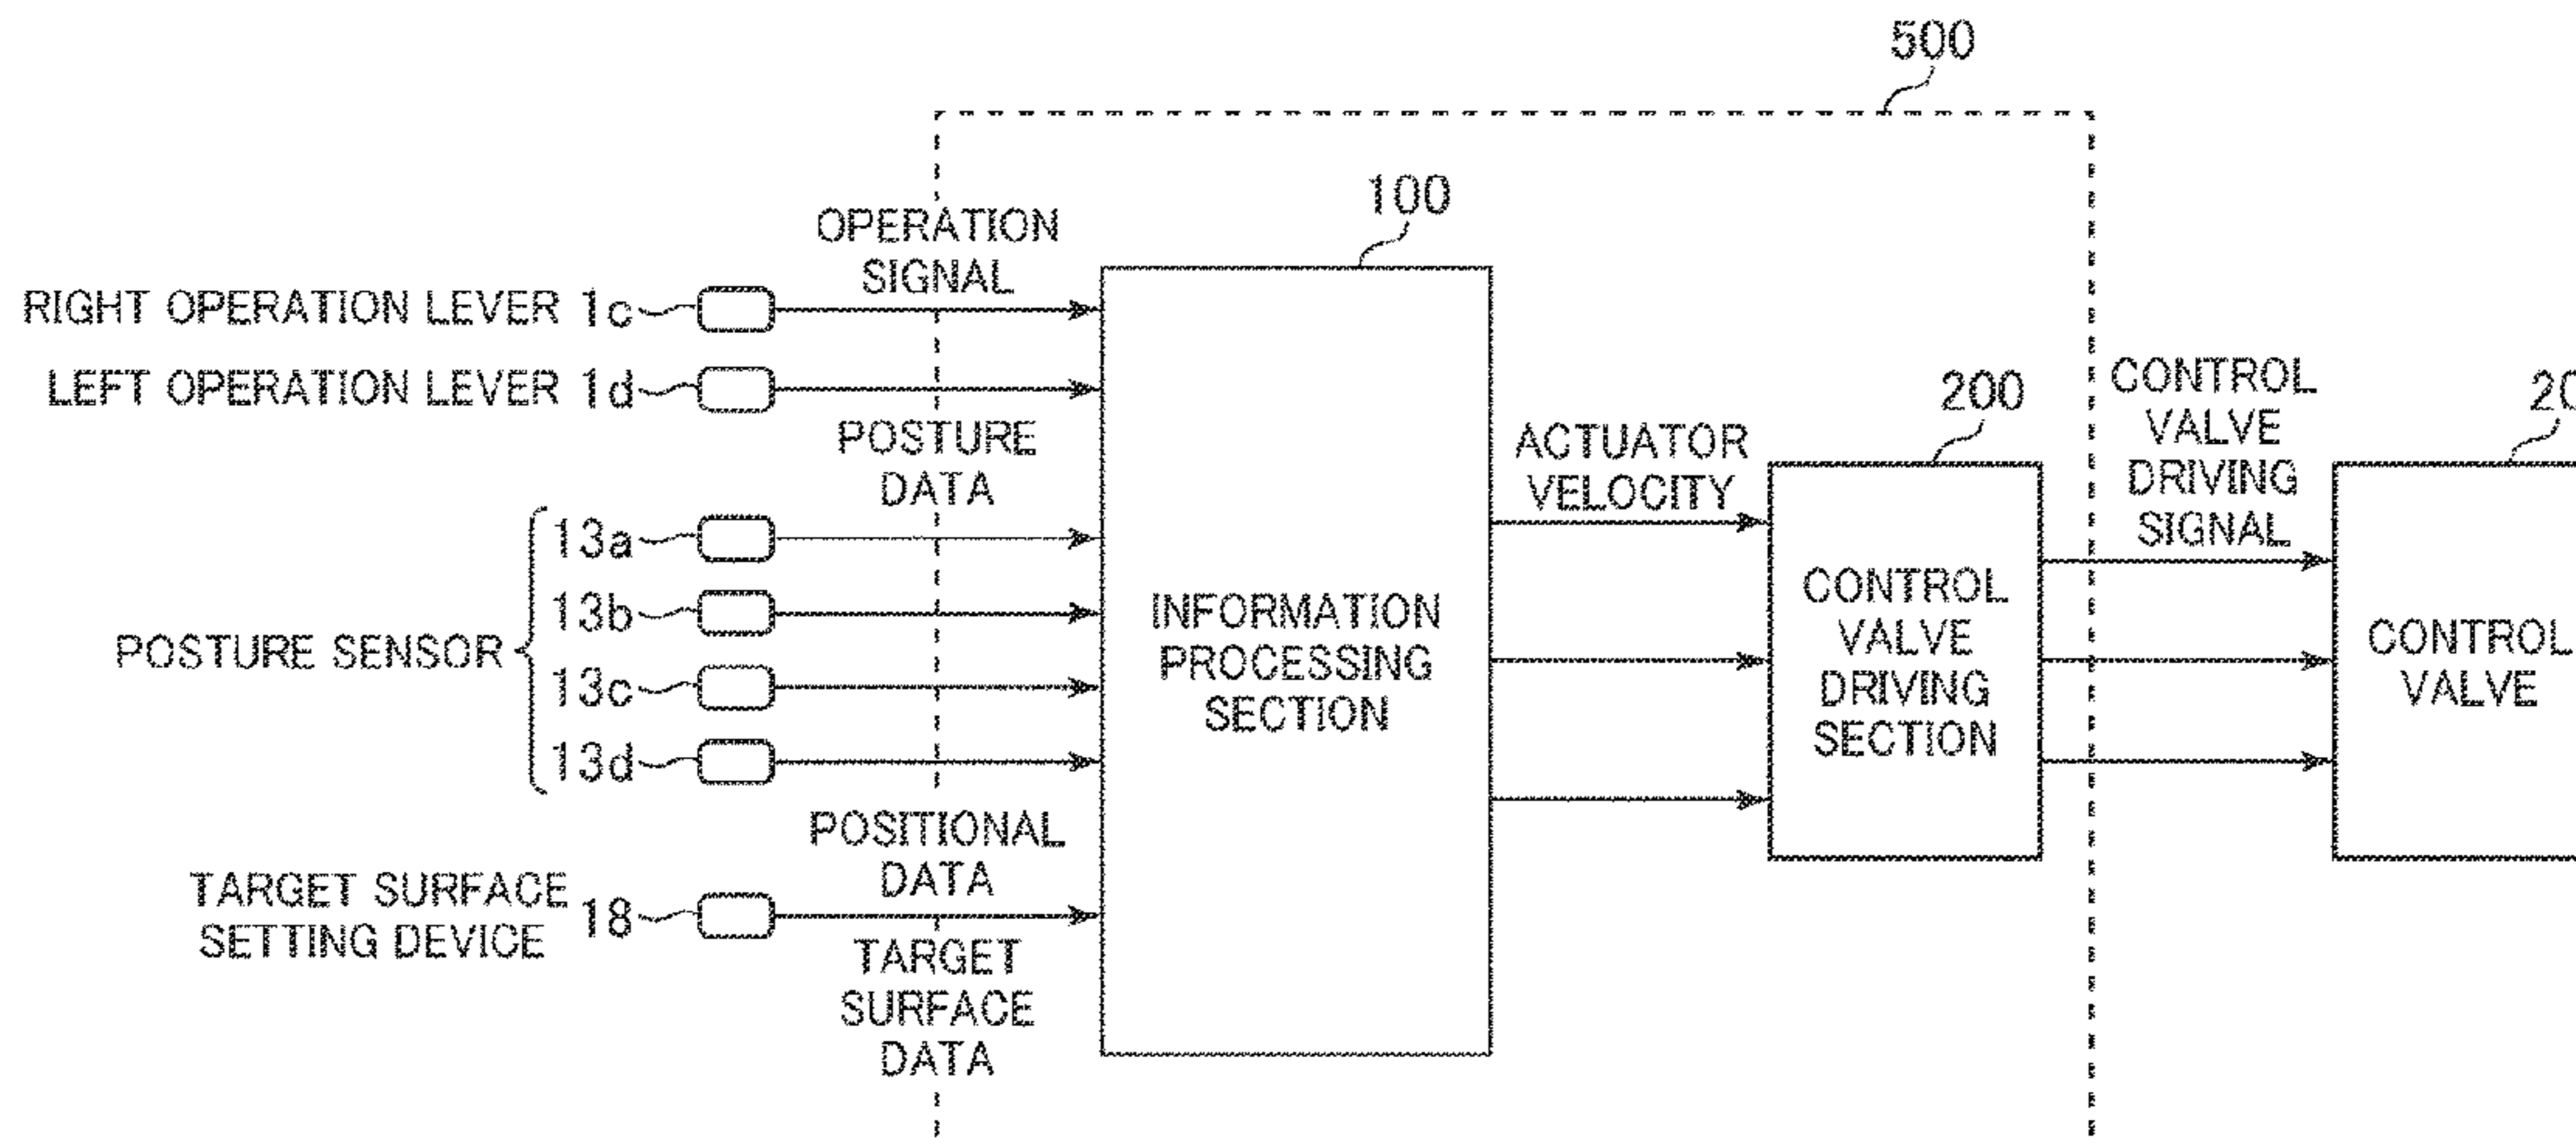 500
100
OPERATION
SIGNAL
RIGHT OPERATION LEVER 1c
LEFT OPERATION LEVER 1d
POSTURE
DATA
POSTURE SENSOR
13a
13b
13c
13d
POSITIONAL
DATA
TARGET SURFACE
SETTING DEVICE
18
TARGET
SURFACE
DATA
INFORMATION
PROCESSING
SECTION
ACTUATOR
VELOCITY
200
CONTROL
VALVE
DRIVING
SECTION
CONTROL
VALVE
DRIVING
SIGNAL
CONTROL
VALVE